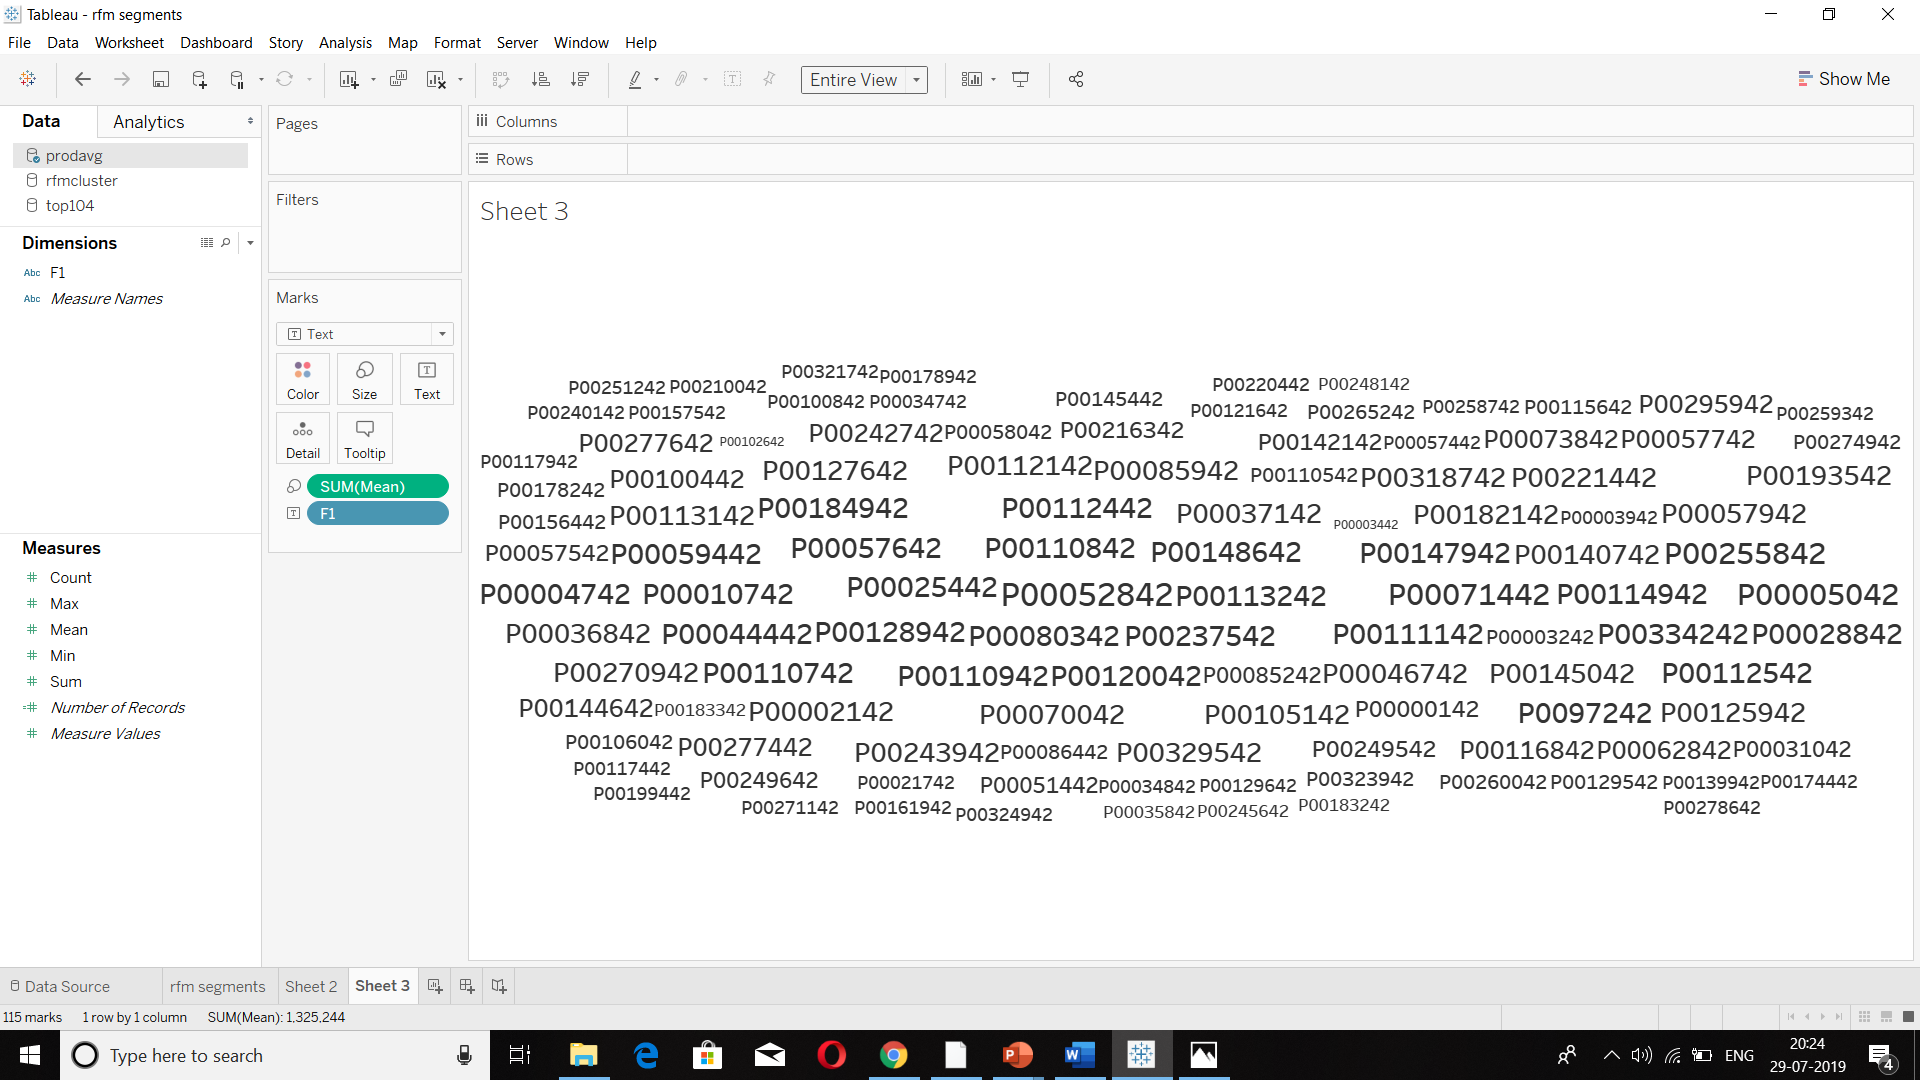 Tableau - rfm segments
File Data Worksheet Dashboard Story Analysis Map Format Server Window Help
Entire View
Show Me
Data Analytics
prodavg
rfmcluster
top104
Dimensions
Abc F1
Abc Measure Names
Measures
Count
Max
Mean
Min
Sum
Number of Records
Measure Values
Pages
Filters
Marks
Text
Color Size Text
Detail Tooltip
SUM(Mean)
F1
Columns
Rows
Sheet 3
P00321742 P00178942
P00251242 P00210042 P00220442 P00248142
P00240142 P00157542 P00100842 P00034742 P00145442 P00121642 P00265242 P00258742 P00115642 P00295942 P00259342
P00277642 P00102642 P00242742 P00058042 P00216342 P00142142 P00057442 P00073842 P00057742 P00274942
P00117942 P00100442 P00127642 P00112142 P00085942 P00110542 P00318742 P00221442 P00193542
P00178242
P00156442 P00113142 P00184942 P00112442 P00037142 P00003442 P00182142 P00003942 P00057942
P00057542 P00059442 P00057642 P00110842 P00148642 P00147942 P00140742 P00255842
P00004742 P00010742 P00025442 P00052842 P00113242 P00071442 P00114942 P00005042
P00036842 P00044442 P00128942 P00080342 P00237542 P00111142 P00003242 P00334242 P00028842
P00270942 P00110742 P00110942 P00120042 P00085242 P00046742 P00145042 P00112542
P00144642 P00183342 P00002142 P00070042 P00105142 P00000142 P0097242 P00125942
P00106042 P00277442 P00243942 P00086442 P00329542 P00249542 P00116842 P00062842 P00031042
P00117442 P00249642 P00021742 P00051442 P00034842 P00129642 P00323942 P00260042 P00129542 P00139942 P00174442
P00199442 P00271142 P00161942 P00324942 P00035842 P00245642 P00183242 P00278642
Data Source rfm segments Sheet 2 Sheet 3
115 marks 1 row by 1 column SUM(Mean): 1,325,244
Type here to search
ENG
20:24
29-07-2019
4